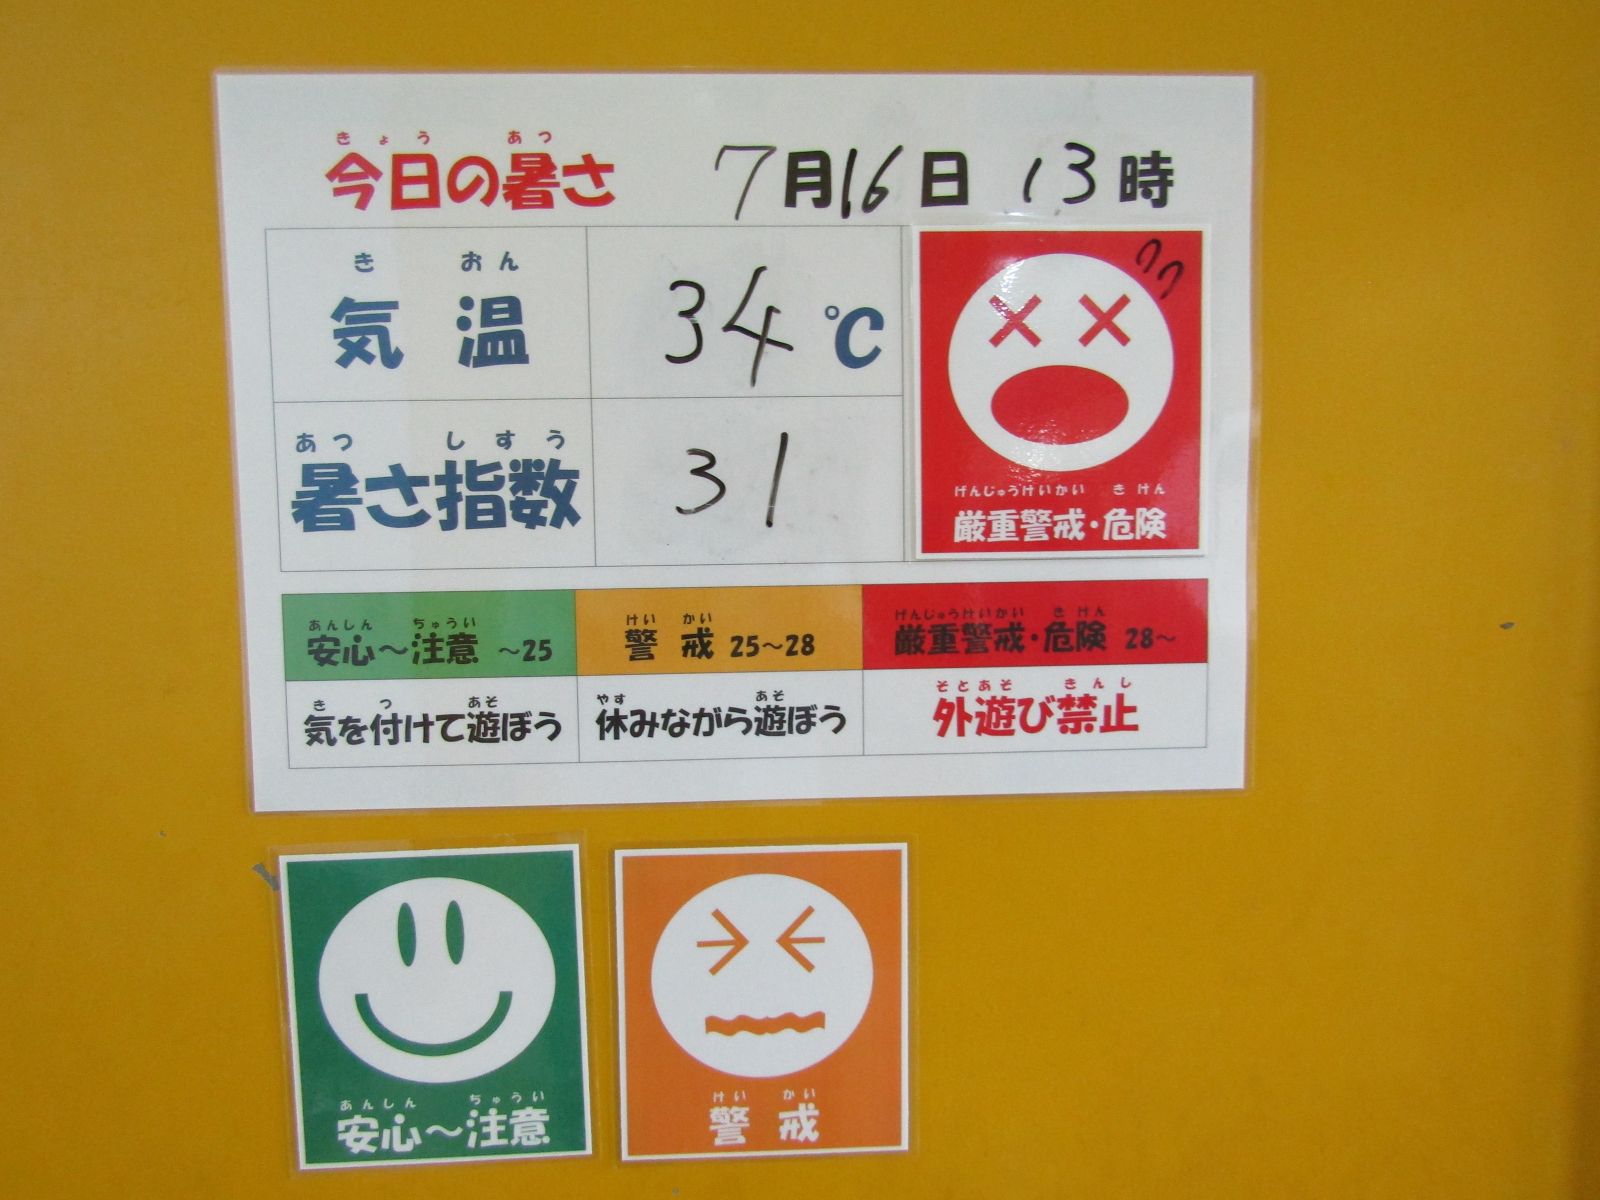 きょう あつ
今日の暑さ 7月16日 13時
き おん
気温 34℃
あつ しすう
暑さ指数 31
げんじゅうけいかい きけん
厳重警戒・危険
あんしん ちゅうい けい かい げんじゅうけいかい きけん
安心～注意 ～25 警戒 25～28 厳重警戒・危険 28～
き つ あそ やす あそ そとあそ きんし
気を付けて遊ぼう 休みながら遊ぼう 外遊び禁止
あんしん ちゅうい
安心～注意
けい かい
警戒